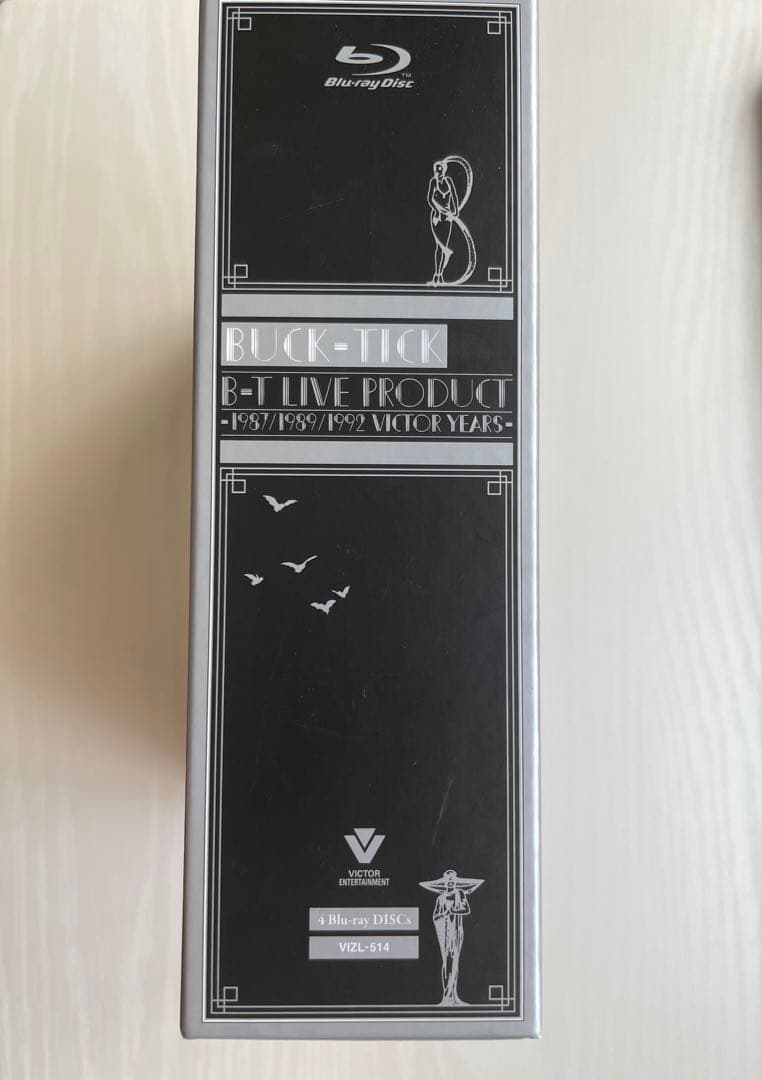 Blu-ray Disc™
BUCK-TICK
B-T LIVE PRODUCT
-1987/1989/1992 VICTOR YEARS-
VICTOR
ENTERTAINMENT
4 Blu-ray DISCs
VIZL-514